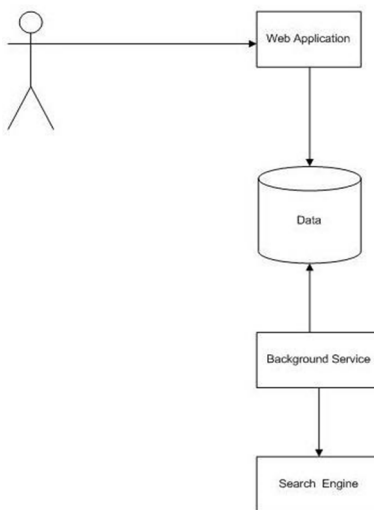 Web Application
Data
Background Service
Search Engine